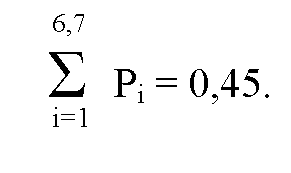 6,7
∑ Pi = 0,45.
i=1